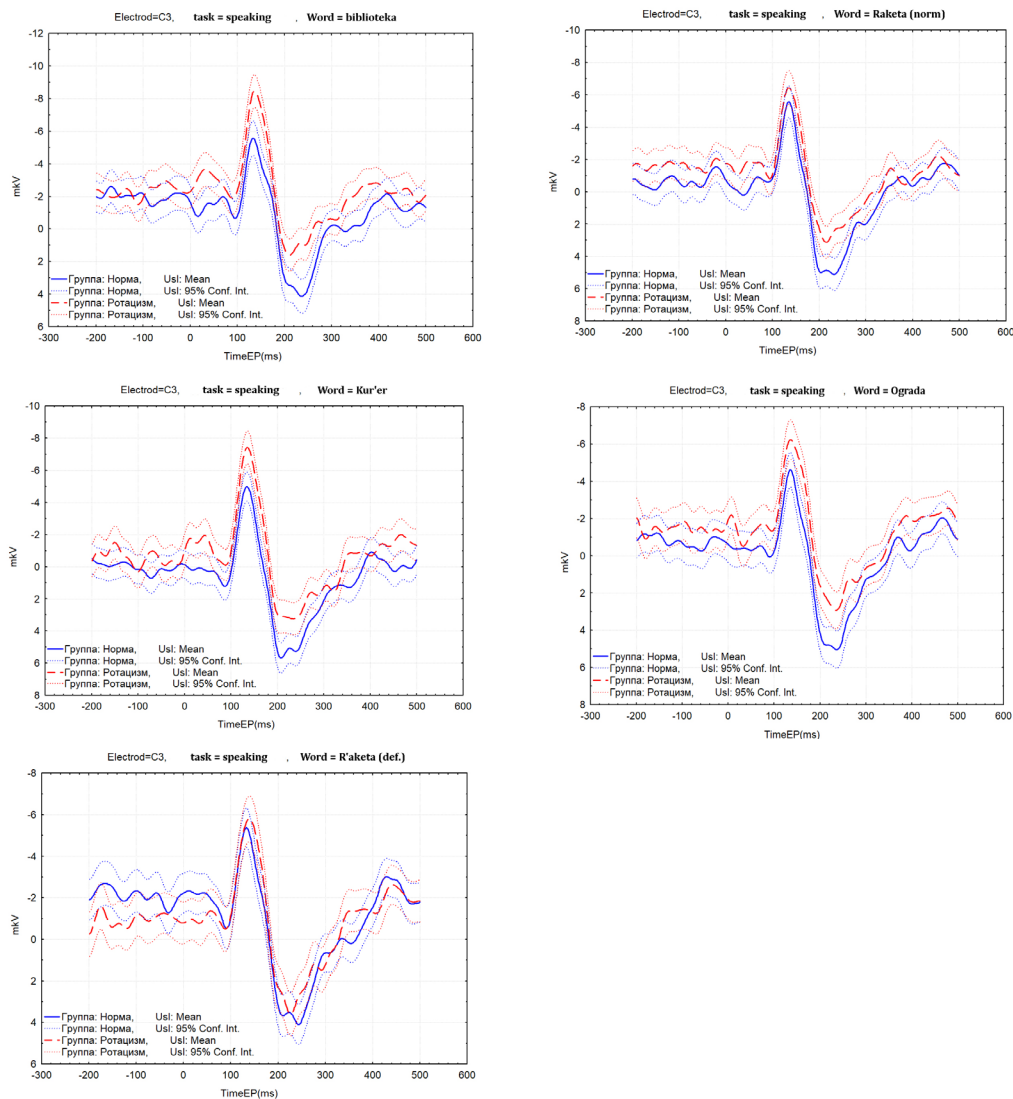 Electrod=C3, task = speaking , Word = biblioteka
-12
-10
-8
-6
-4
-2
0
2
4
6
mkV
Группа: Норма, Usl: Mean
Группа: Норма, Usl: 95% Conf. Int.
Группа: Ротацизм, Usl: Mean
Группа: Ротацизм, Usl: 95% Conf. Int.
-300 -200 -100 0 100 200 300 400 500 600
TimeEP(ms)
Electrod=C3, task = speaking , Word = Raketa (norm)
-10
-8
-6
-4
-2
0
2
4
6
8
mkV
Группа: Норма, Usl: Mean
Группа: Норма, Usl: 95% Conf. Int.
Группа: Ротацизм, Usl: Mean
Группа: Ротацизм, Usl: 95% Conf. Int.
-300 -200 -100 0 100 200 300 400 500 600
TimeEP(ms)
Electrod=C3, task = speaking , Word = Kur'er
-10
-8
-6
-4
-2
0
2
4
6
8
mkV
Группа: Норма, Usl: Mean
Группа: Норма, Usl: 95% Conf. Int.
Группа: Ротацизм, Usl: Mean
Группа: Ротацизм, Usl: 95% Conf. Int.
-300 -200 -100 0 100 200 300 400 500 600
TimeEP(ms)
Electrod=C3, task = speaking , Word = Ograda
-8
-6
-4
-2
0
2
4
6
8
mkV
Группа: Норма, Usl: Mean
Группа: Норма, Usl: 95% Conf. Int.
Группа: Ротацизм, Usl: Mean
Группа: Ротацизм, Usl: 95% Conf. Int.
-300 -200 -100 0 100 200 300 400 500 600
TimeEP(ms)
Electrod=C3, task = speaking , Word = R'aketa (def.)
-8
-6
-4
-2
0
2
4
6
mkV
Группа: Норма, Usl: Mean
Группа: Норма, Usl: 95% Conf. Int.
Группа: Ротацизм, Usl: Mean
Группа: Ротацизм, Usl: 95% Conf. Int.
-300 -200 -100 0 100 200 300 400 500 600
TimeEP(ms)